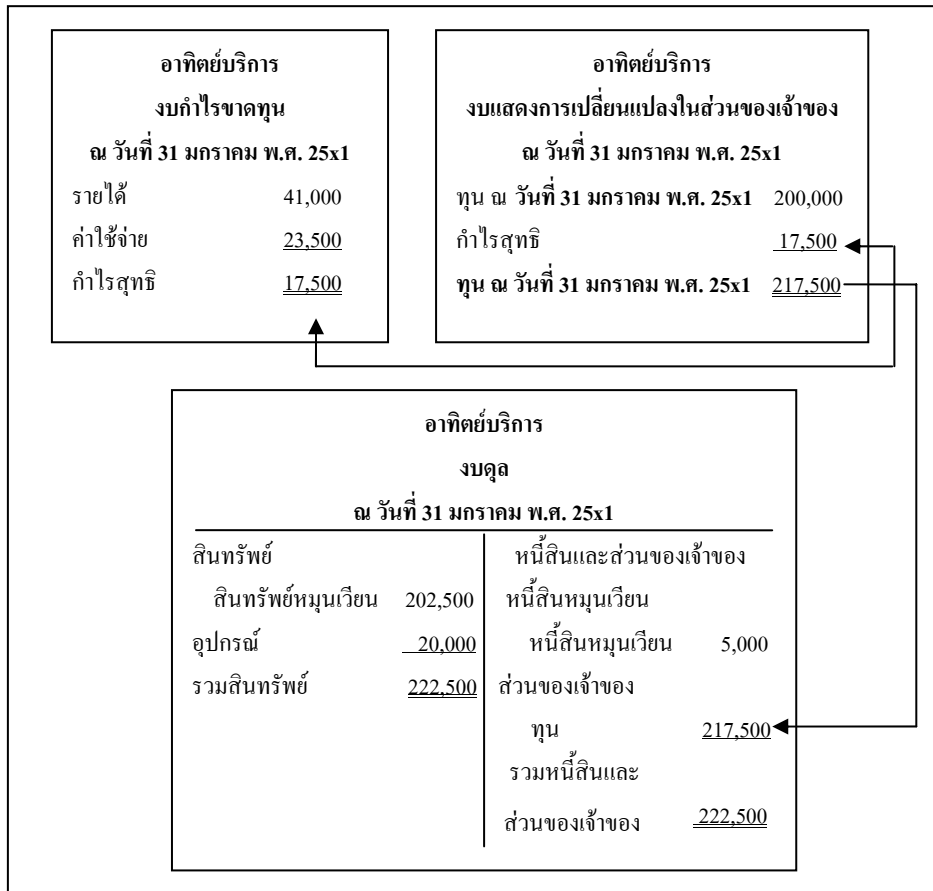 อาทิตย์บริการ
งบกำไรขาดทุน
ณ วันที่ 31 มกราคม พ.ศ. 25x1
รายได้ 41,000
ค่าใช้จ่าย 23,500
กำไรสุทธิ 17,500
อาทิตย์บริการ
งบแสดงการเปลี่ยนแปลงในส่วนของเจ้าของ
ณ วันที่ 31 มกราคม พ.ศ. 25x1
ทุน ณ วันที่ 31 มกราคม พ.ศ. 25x1 200,000
กำไรสุทธิ 17,500
ทุน ณ วันที่ 31 มกราคม พ.ศ. 25x1 217,500
อาทิตย์บริการ
งบดุล
ณ วันที่ 31 มกราคม พ.ศ. 25x1
สินทรัพย์
สินทรัพย์หมุนเวียน 202,500
อุปกรณ์ 20,000
รวมสินทรัพย์ 222,500
หนี้สินและส่วนของเจ้าของ
หนี้สินหมุนเวียน
หนี้สินหมุนเวียน 5,000
ส่วนของเจ้าของ
ทุน 217,500
รวมหนี้สินและ
ส่วนของเจ้าของ 222,500